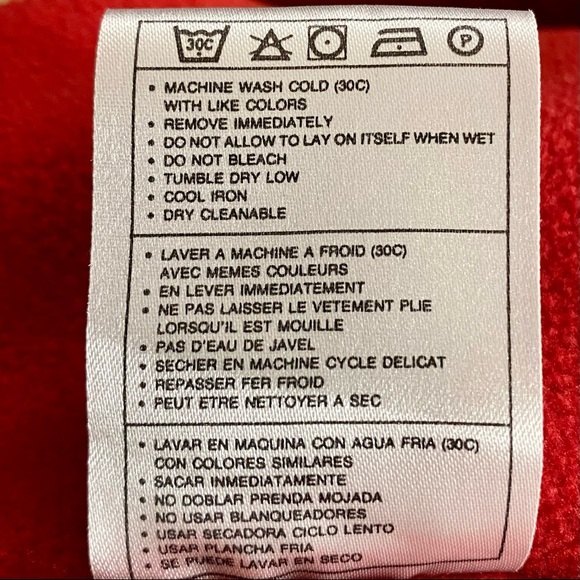 30C P
• MACHINE WASH COLD (30C)
WITH LIKE COLORS
• REMOVE IMMEDIATELY
• DO NOT ALLOW TO LAY ON ITSELF WHEN WET
• DO NOT BLEACH
• TUMBLE DRY LOW
• COOL IRON
• DRY CLEANABLE
• LAVER A MACHINE A FROID (30C)
AVEC MEMES COULEURS
• EN LEVER IMMEDIATEMENT
• NE PAS LAISSER LE VETEMENT PLIE
LORSQU'IL EST MOUILLE
• PAS D'EAU DE JAVEL
• SECHER EN MACHINE CYCLE DELICAT
• REPASSER FER FROID
• PEUT ETRE NETTOYER A SEC
• LAVAR EN MAQUINA CON AGUA FRIA (30C)
CON COLORES SIMILARES
• SACAR INMEDIATAMENTE
• NO DOBLAR PRENDA MOJADA
• NO USAR BLANQUEADORES
• USAR SECADORA CICLO LENTO
• USAR PLANCHA FRIA
• SE PUEDE LAVAR EN SECO